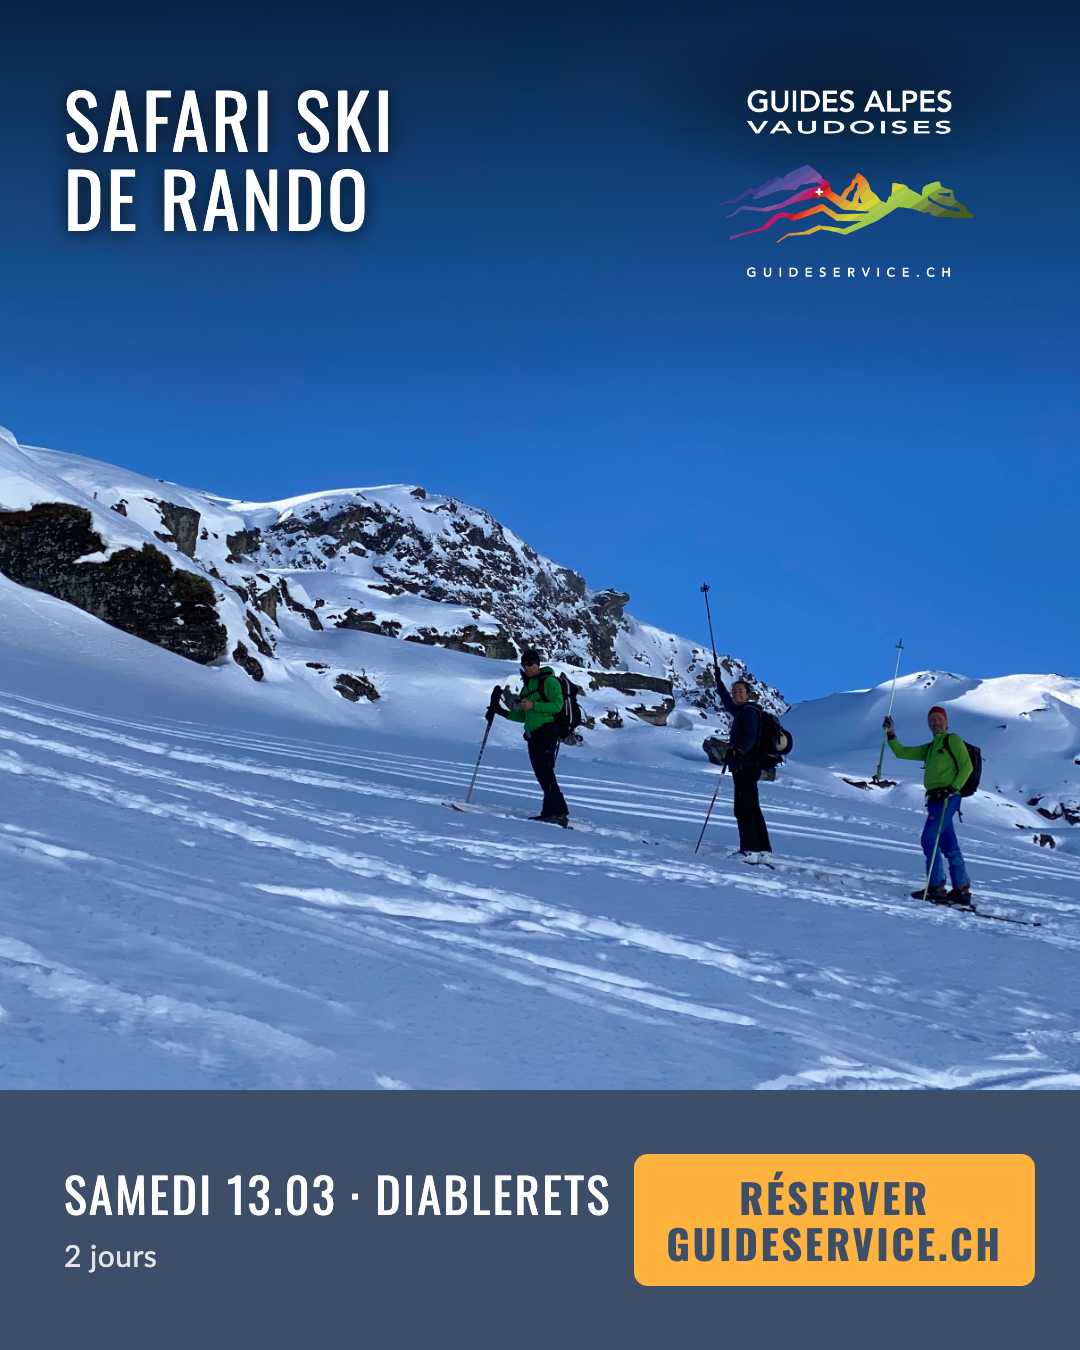 SAFARI SKI
DE RANDO
GUIDES ALPES
VAUDOISES
GUIDESERVICE.CH
SAMEDI 13.03 · DIABLERETS
2 jours
RÉSERVER
GUIDESERVICE.CH